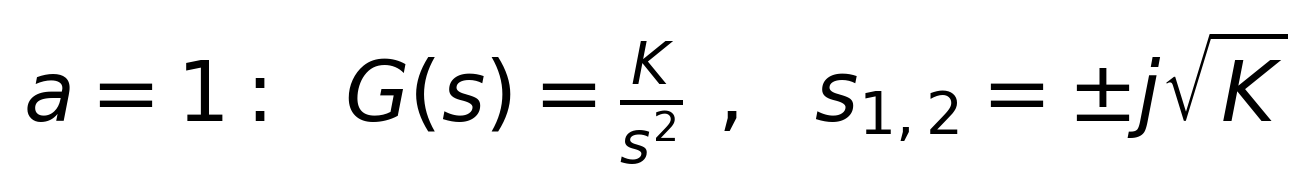 a = 1 : G(s) = K/s² , s₁,₂ = ±j√K